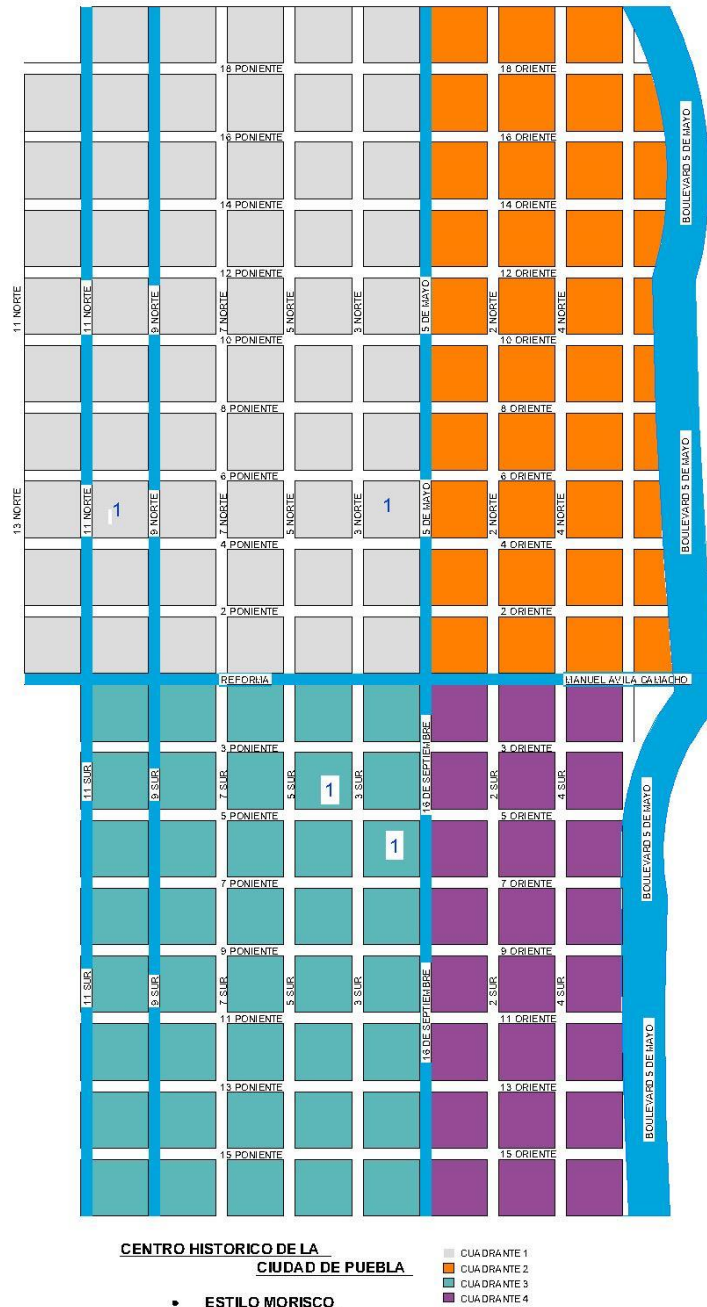 18 PONIENTE
18 ORIENTE
BOULEVARD 5 DE MAYO
16 PONIENTE
16 ORIENTE
14 PONIENTE
14 ORIENTE
12 PONIENTE
12 ORIENTE
11 NORTE
11 NORTE
9 NORTE
7 NORTE
5 NORTE
3 NORTE
5 DE MAYO
2 NORTE
4 NORTE
10 PONIENTE
10 ORIENTE
8 PONIENTE
8 ORIENTE
BOULEVARD 5 DE MAYO
6 PONIENTE
6 ORIENTE
13 NORTE
11 NORTE
1
9 NORTE
7 NORTE
5 NORTE
3 NORTE
1
5 DE MAYO
2 NORTE
4 NORTE
4 PONIENTE
4 ORIENTE
2 PONIENTE
2 ORIENTE
REFORMA
MANUEL AVILA CAMACHO
3 PONIENTE
16 DE SEPTIEMBRE
3 ORIENTE
11 SUR
9 SUR
7 SUR
5 SUR
1
3 SUR
2 SUR
4 SUR
5 PONIENTE
5 ORIENTE
1
BOULEVARD 5 DE MAYO
7 PONIENTE
7 ORIENTE
9 PONIENTE
9 ORIENTE
11 SUR
9 SUR
7 SUR
5 SUR
3 SUR
16 DE SEPTIEMBRE
2 SUR
4 SUR
11 PONIENTE
11 ORIENTE
13 PONIENTE
13 ORIENTE
BOULEVARD 5 DE MAYO
15 PONIENTE
15 ORIENTE
CENTRO HISTORICO DE LA
CIUDAD DE PUEBLA
• ESTILO MORISCO
CUADRANTE 1
CUADRANTE 2
CUADRANTE 3
CUADRANTE 4